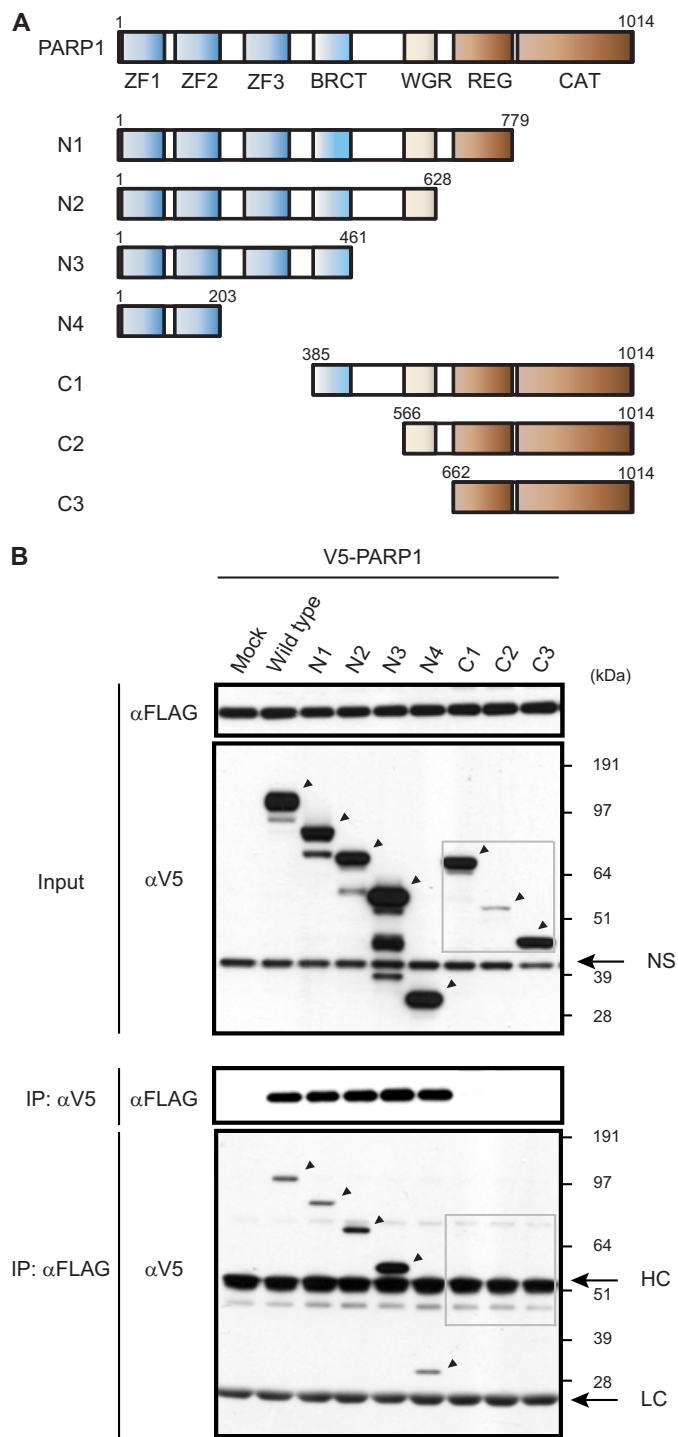 A
1 1014
PARP1
ZF1 ZF2 ZF3 BRCT WGR REG CAT
1 779
N1
1 628
N2
1 461
N3
1 203
N4
385 1014
C1
566 1014
C2
662 1014
C3
B
V5-PARP1
Mock Wild type N1 N2 N3 N4 C1 C2 C3
(kDa)
αFLAG
191
97
Input αV5 64
51
NS
39
28
IP: αV5 αFLAG
191
97
64
IP: αFLAG αV5 HC
51
39
28
LC